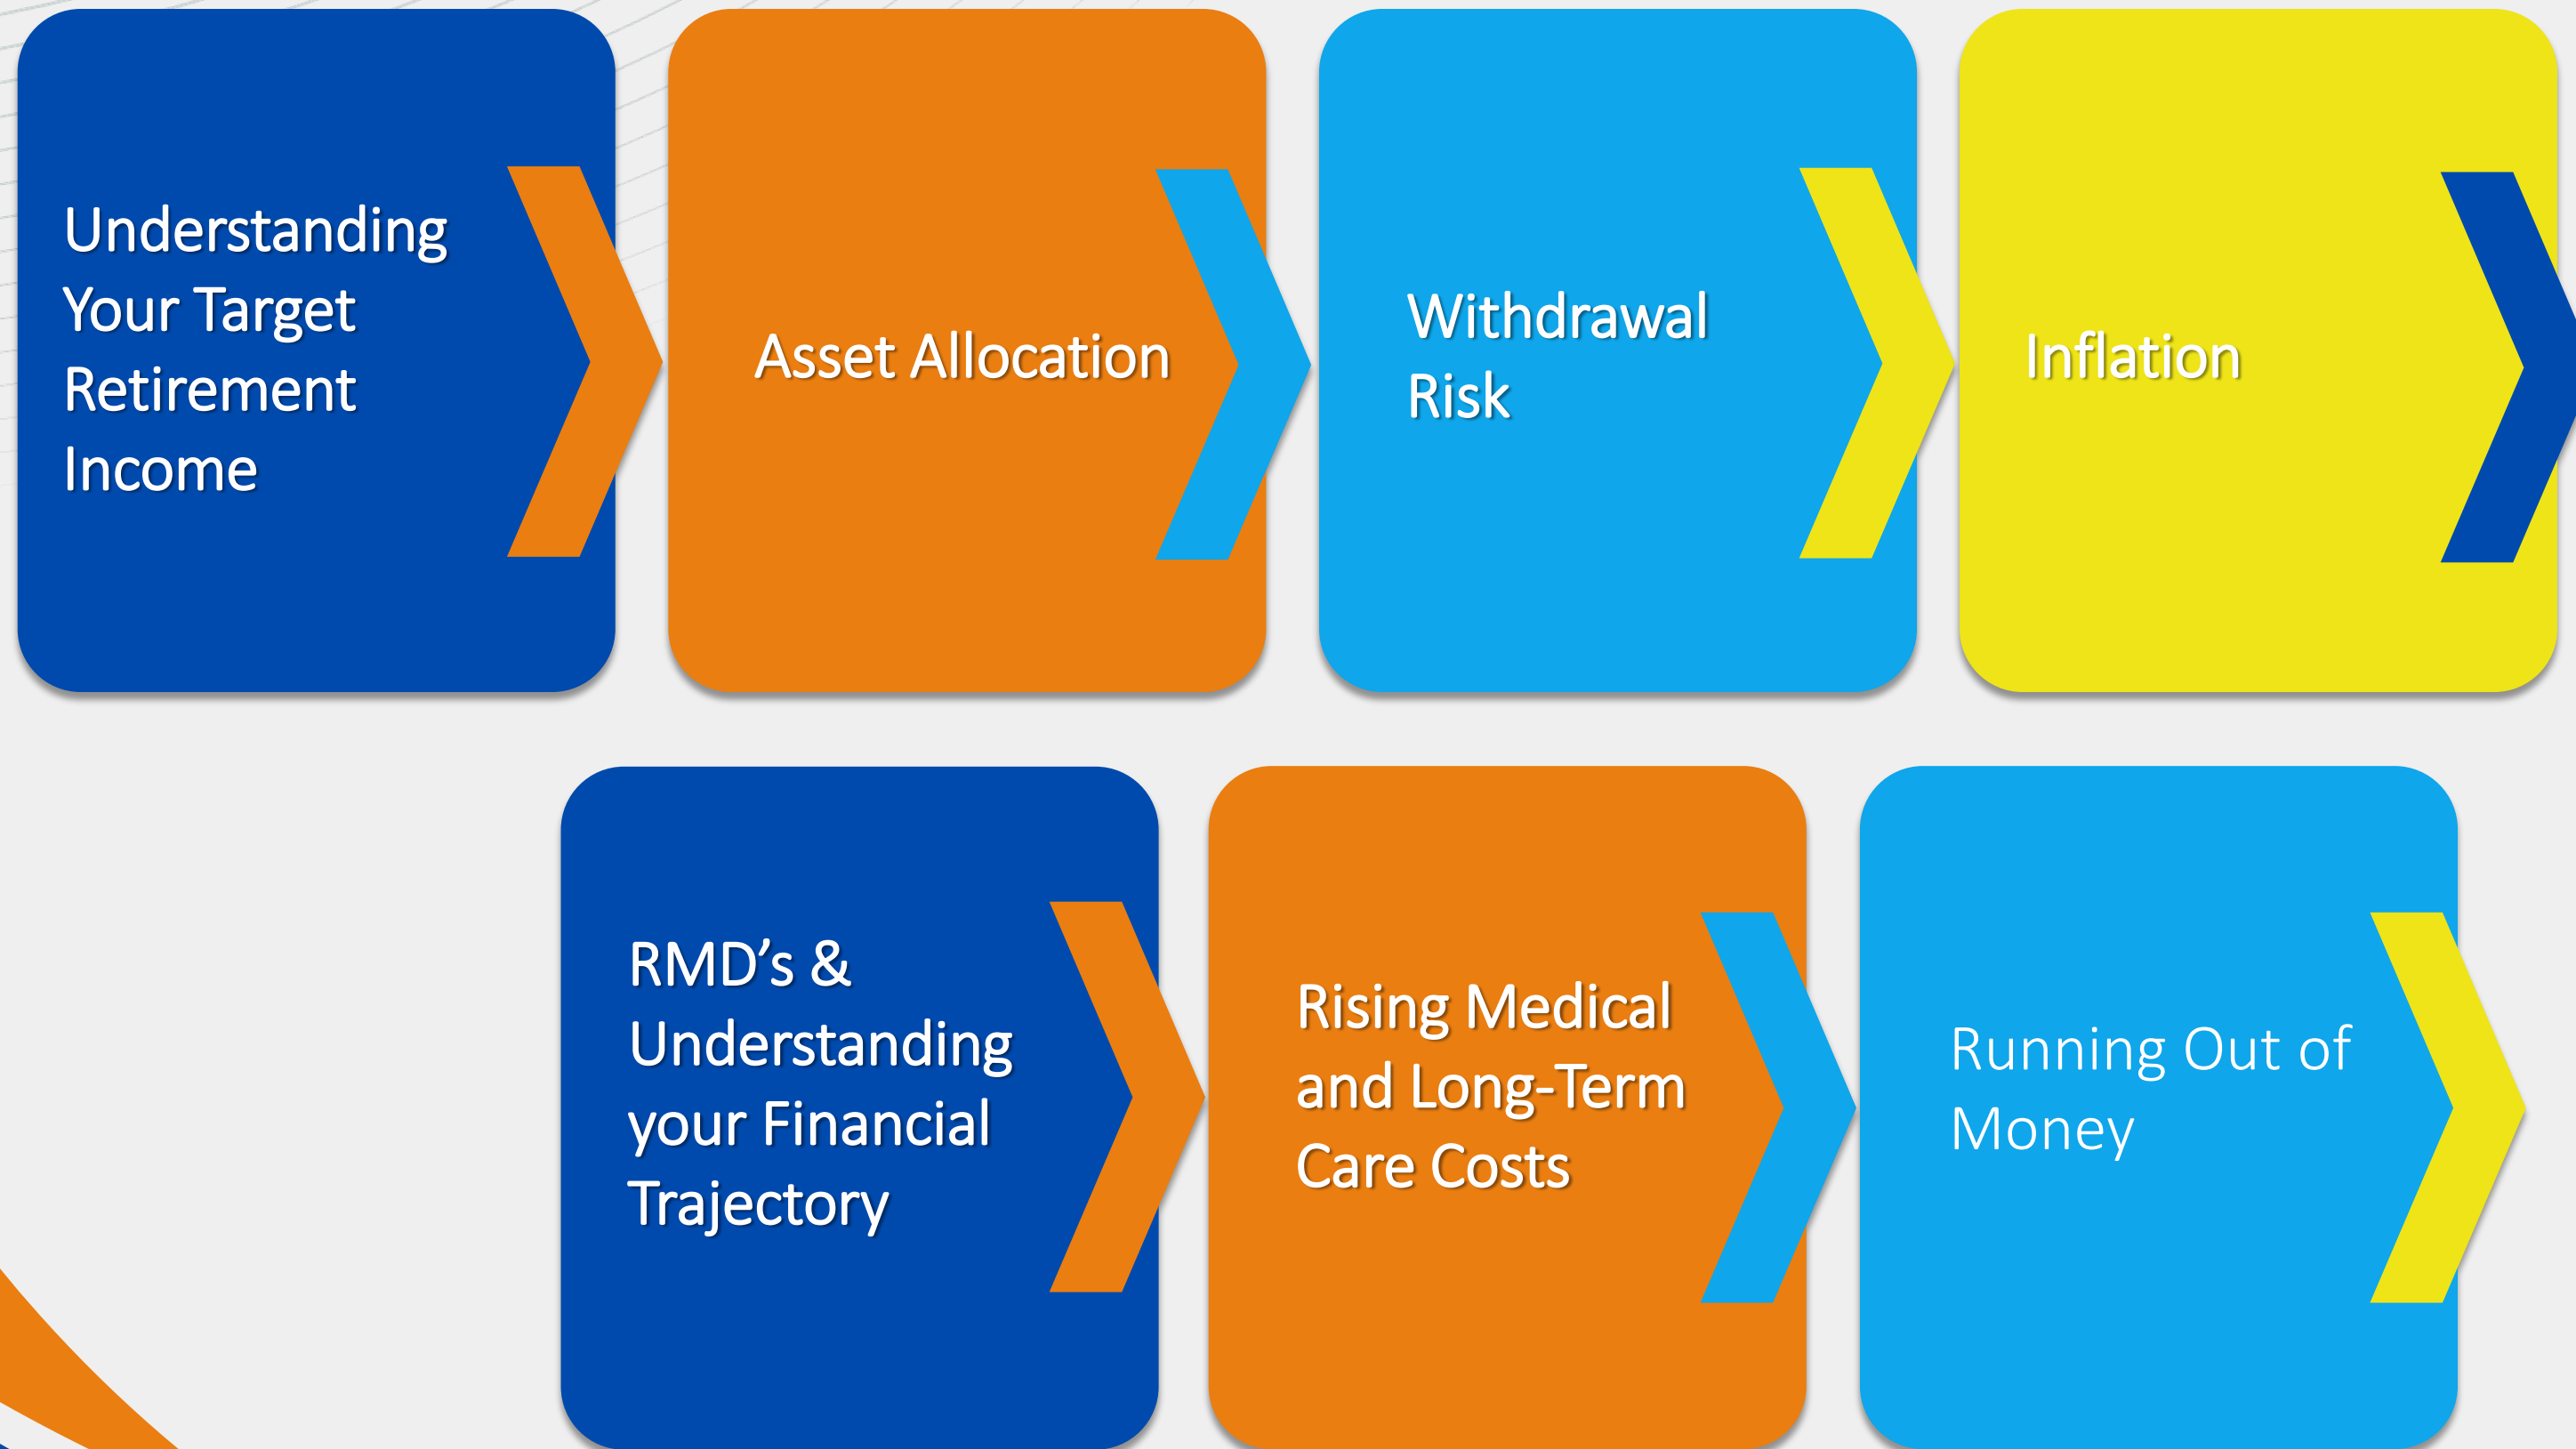 Understanding
Your Target
Retirement
Income
Asset Allocation
Withdrawal
Risk
Inflation
RMD’s &
Understanding
your Financial
Trajectory
Rising Medical
and Long-Term
Care Costs
Running Out of
Money